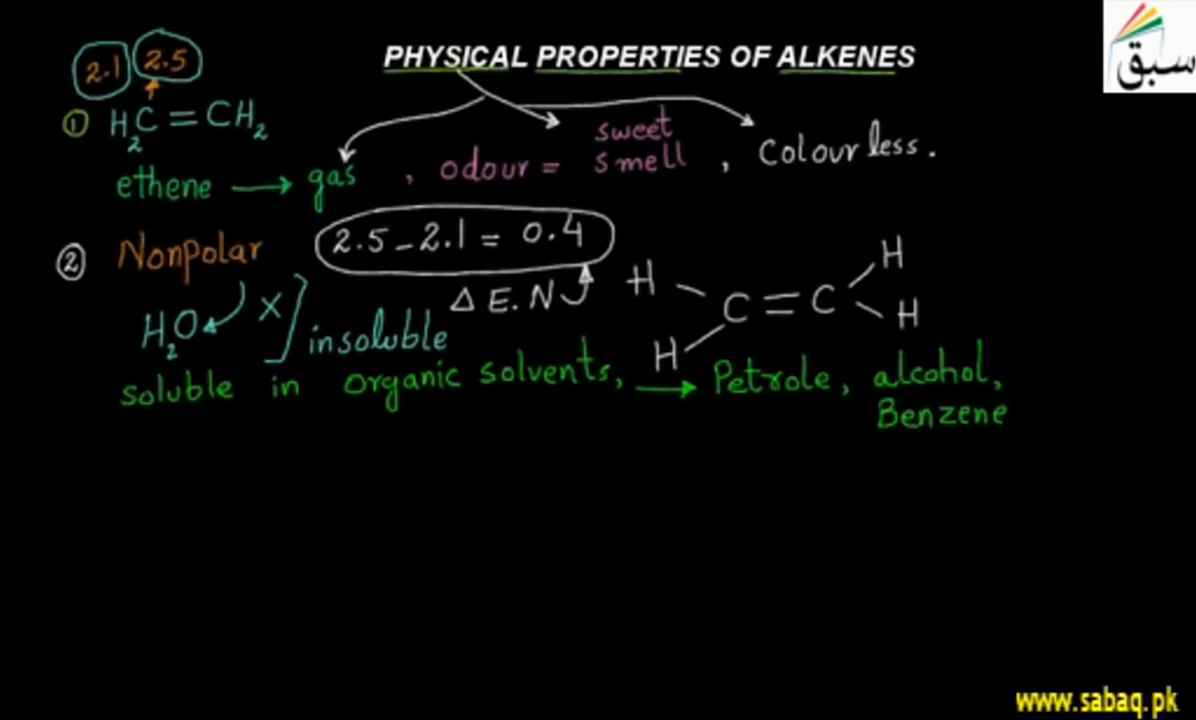 سبق
PHYSICAL PROPERTIES OF ALKENES
2.1 2.5
① H₂C = CH₂
ethene → gas , odour = sweet smell , Colourless.
② Nonpolar 2.5 - 2.1 = 0.4
Δ E.N
H₂O X insoluble
H H
C = C
H H
soluble in organic solvents, → Petrole, alcohol,
Benzene
www.sabaq.pk